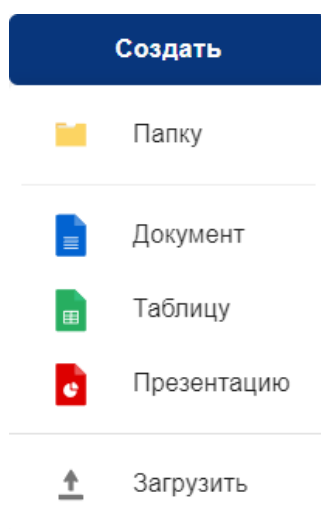 Создать
Папку
Документ
Таблицу
Презентацию
Загрузить